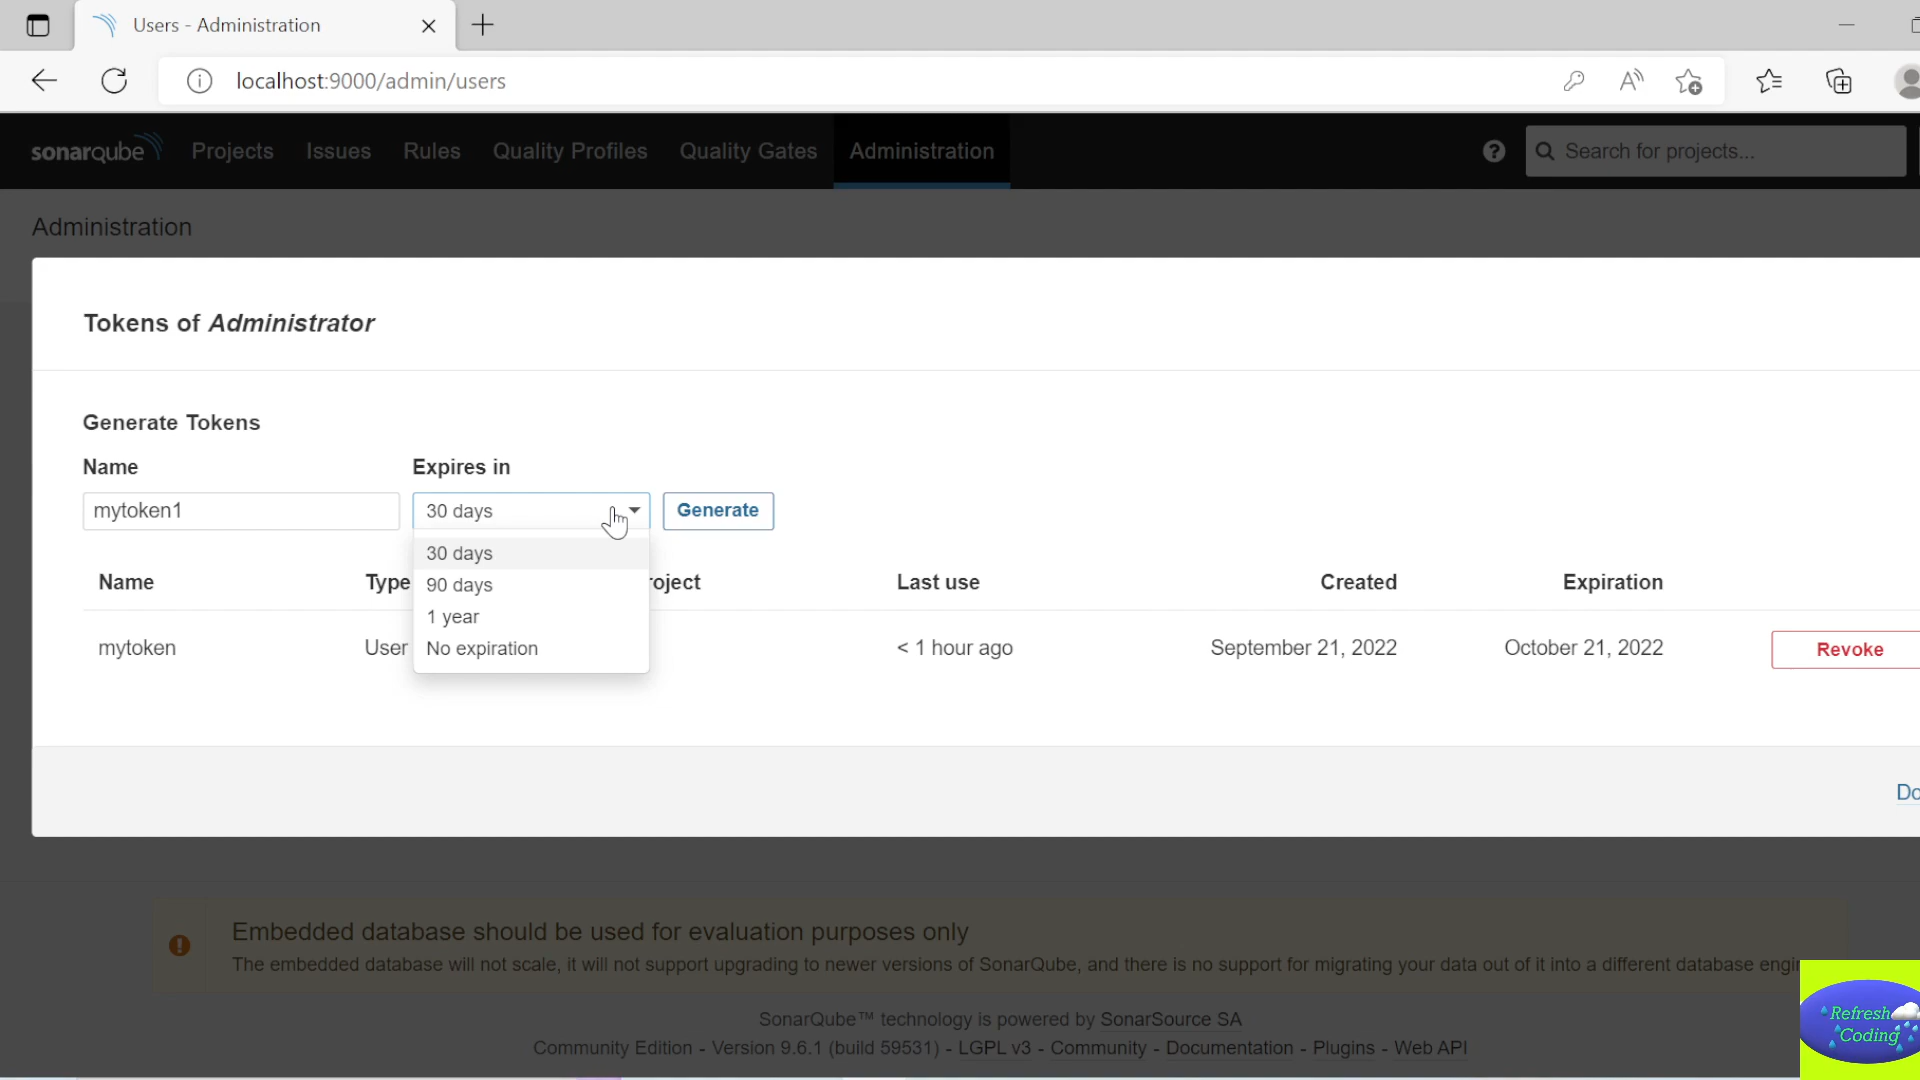 Users - Administration
localhost:9000/admin/users
sonarqube Projects Issues Rules Quality Profiles Quality Gates Administration ? Search for projects...
Administration
Tokens of Administrator
Generate Tokens
Name Expires in
mytoken1 30 days Generate
30 days
90 days
1 year
No expiration
Name Type roject Last use Created Expiration
mytoken User < 1 hour ago September 21, 2022 October 21, 2022 Revoke
Do
Embedded database should be used for evaluation purposes only
The embedded database will not scale, it will not support upgrading to newer versions of SonarQube, and there is no support for migrating your data out of it into a different database engi
SonarQube™ technology is powered by SonarSource SA
Community Edition - Version 9.6.1 (build 59531) - LGPL v3 - Community - Documentation - Plugins - Web API
Refresh
Coding